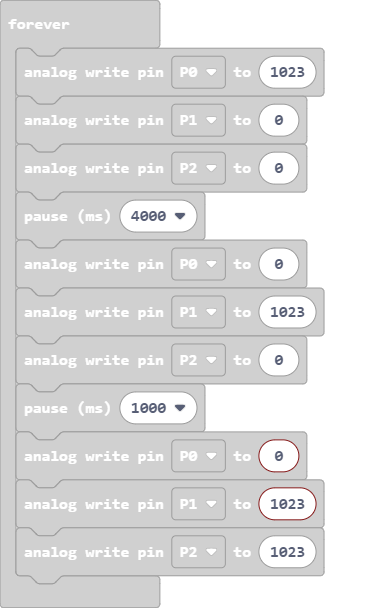 forever
analog write pin P0 to 1023
analog write pin P1 to 0
analog write pin P2 to 0
pause (ms) 4000
analog write pin P0 to 0
analog write pin P1 to 1023
analog write pin P2 to 0
pause (ms) 1000
analog write pin P0 to 0
analog write pin P1 to 1023
analog write pin P2 to 1023